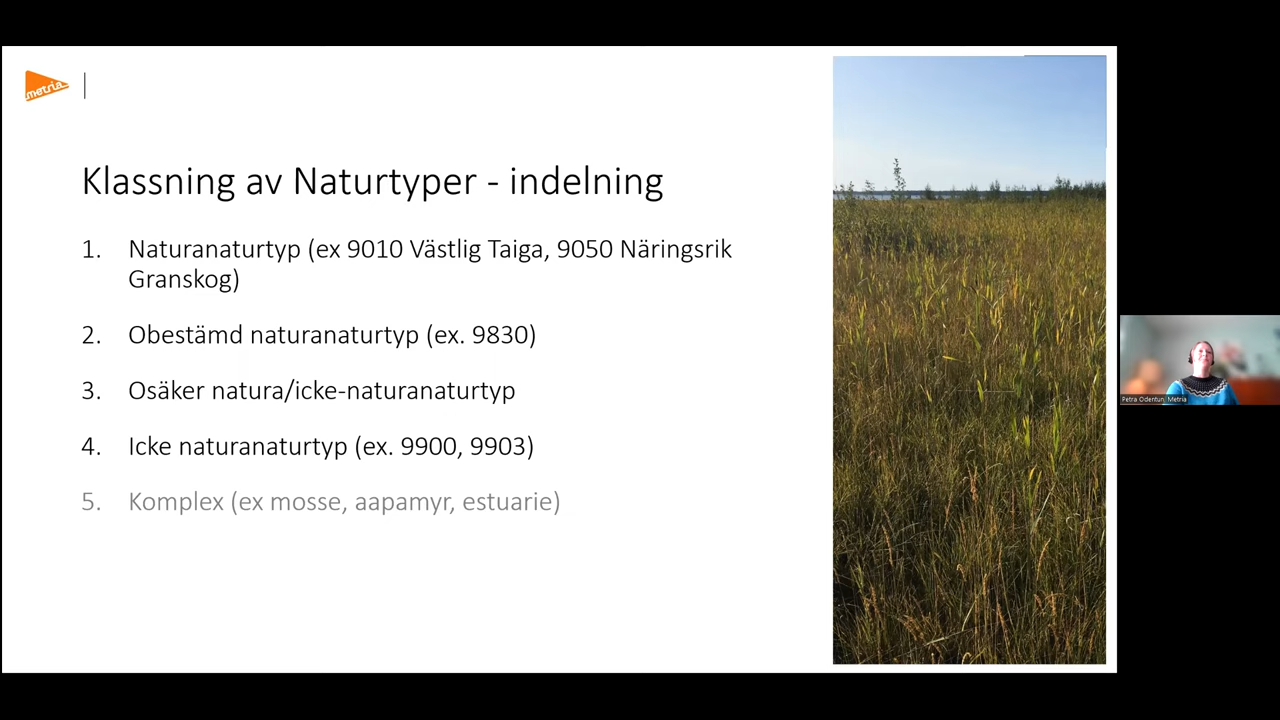 metria
Klassning av Naturtyper - indelning
1. Naturanaturtyp (ex 9010 Västlig Taiga, 9050 Näringsrik
Granskog)
2. Obestämd naturanaturtyp (ex. 9830)
3. Osäker natura/icke-naturanaturtyp
4. Icke naturanaturtyp (ex. 9900, 9903)
5. Komplex (ex mosse, aapamyr, estuarie)
Petra Odentun, Metria